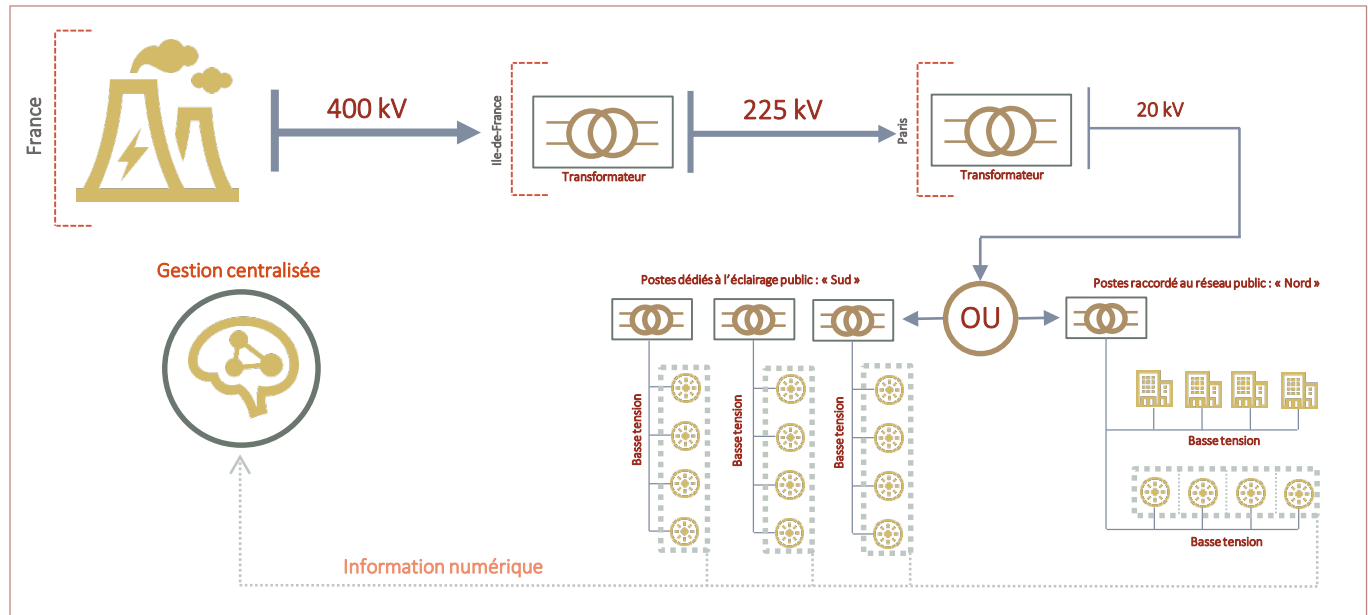 France
400 kV
Ile-de-France
Transformateur
225 kV
Paris
Transformateur
20 kV
Gestion centralisée
Postes dédiés à l'éclairage public : « Sud »
OU
Postes raccordé au réseau public : « Nord »
Basse tension
Basse tension
Basse tension
Basse tension
Basse tension
Information numérique